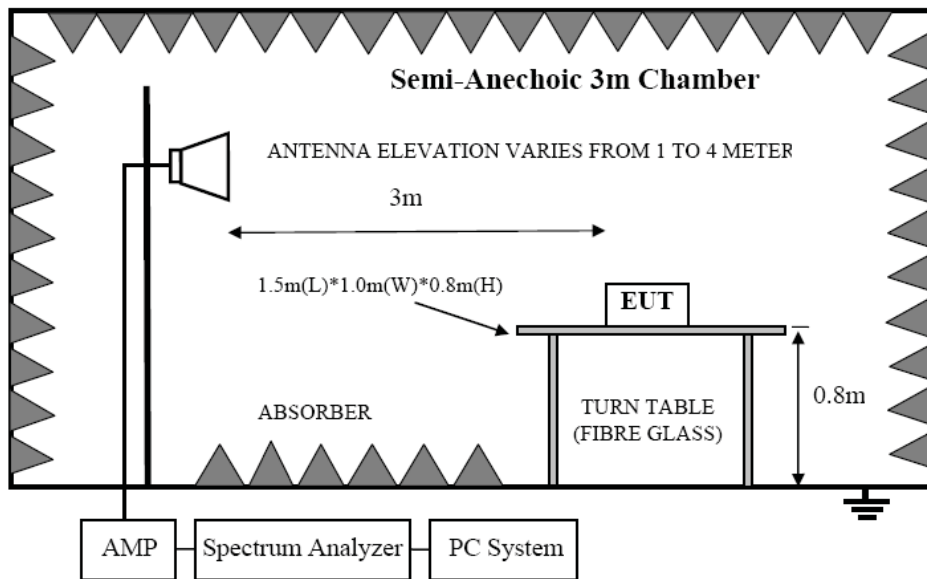 Semi-Anechoic 3m Chamber
ANTENNA ELEVATION VARIES FROM 1 TO 4 METER
3m
1.5m(L)*1.0m(W)*0.8m(H)
EUT
0.8m
ABSORBER
TURN TABLE
(FIBRE GLASS)
AMP
Spectrum Analyzer
PC System